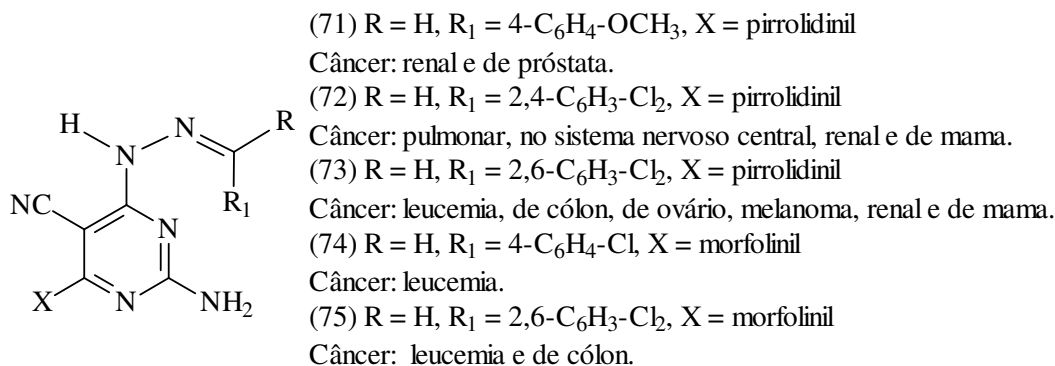 (71) R = H, R₁ = 4-C₆H₄-OCH₃, X = pirrolidinil
Câncer: renal e de próstata.
(72) R = H, R₁ = 2,4-C₆H₃-Cl₂, X = pirrolidinil
Câncer: pulmonar, no sistema nervoso central, renal e de mama.
(73) R = H, R₁ = 2,6-C₆H₃-Cl₂, X = pirrolidinil
Câncer: leucemia, de cólon, de ovário, melanoma, renal e de mama.
(74) R = H, R₁ = 4-C₆H₄-Cl, X = morfolinil
Câncer: leucemia.
(75) R = H, R₁ = 2,6-C₆H₃-Cl₂, X = morfolinil
Câncer: leucemia e de cólon.
H
N
R
N
R₁
NC
N
X
N
NH₂